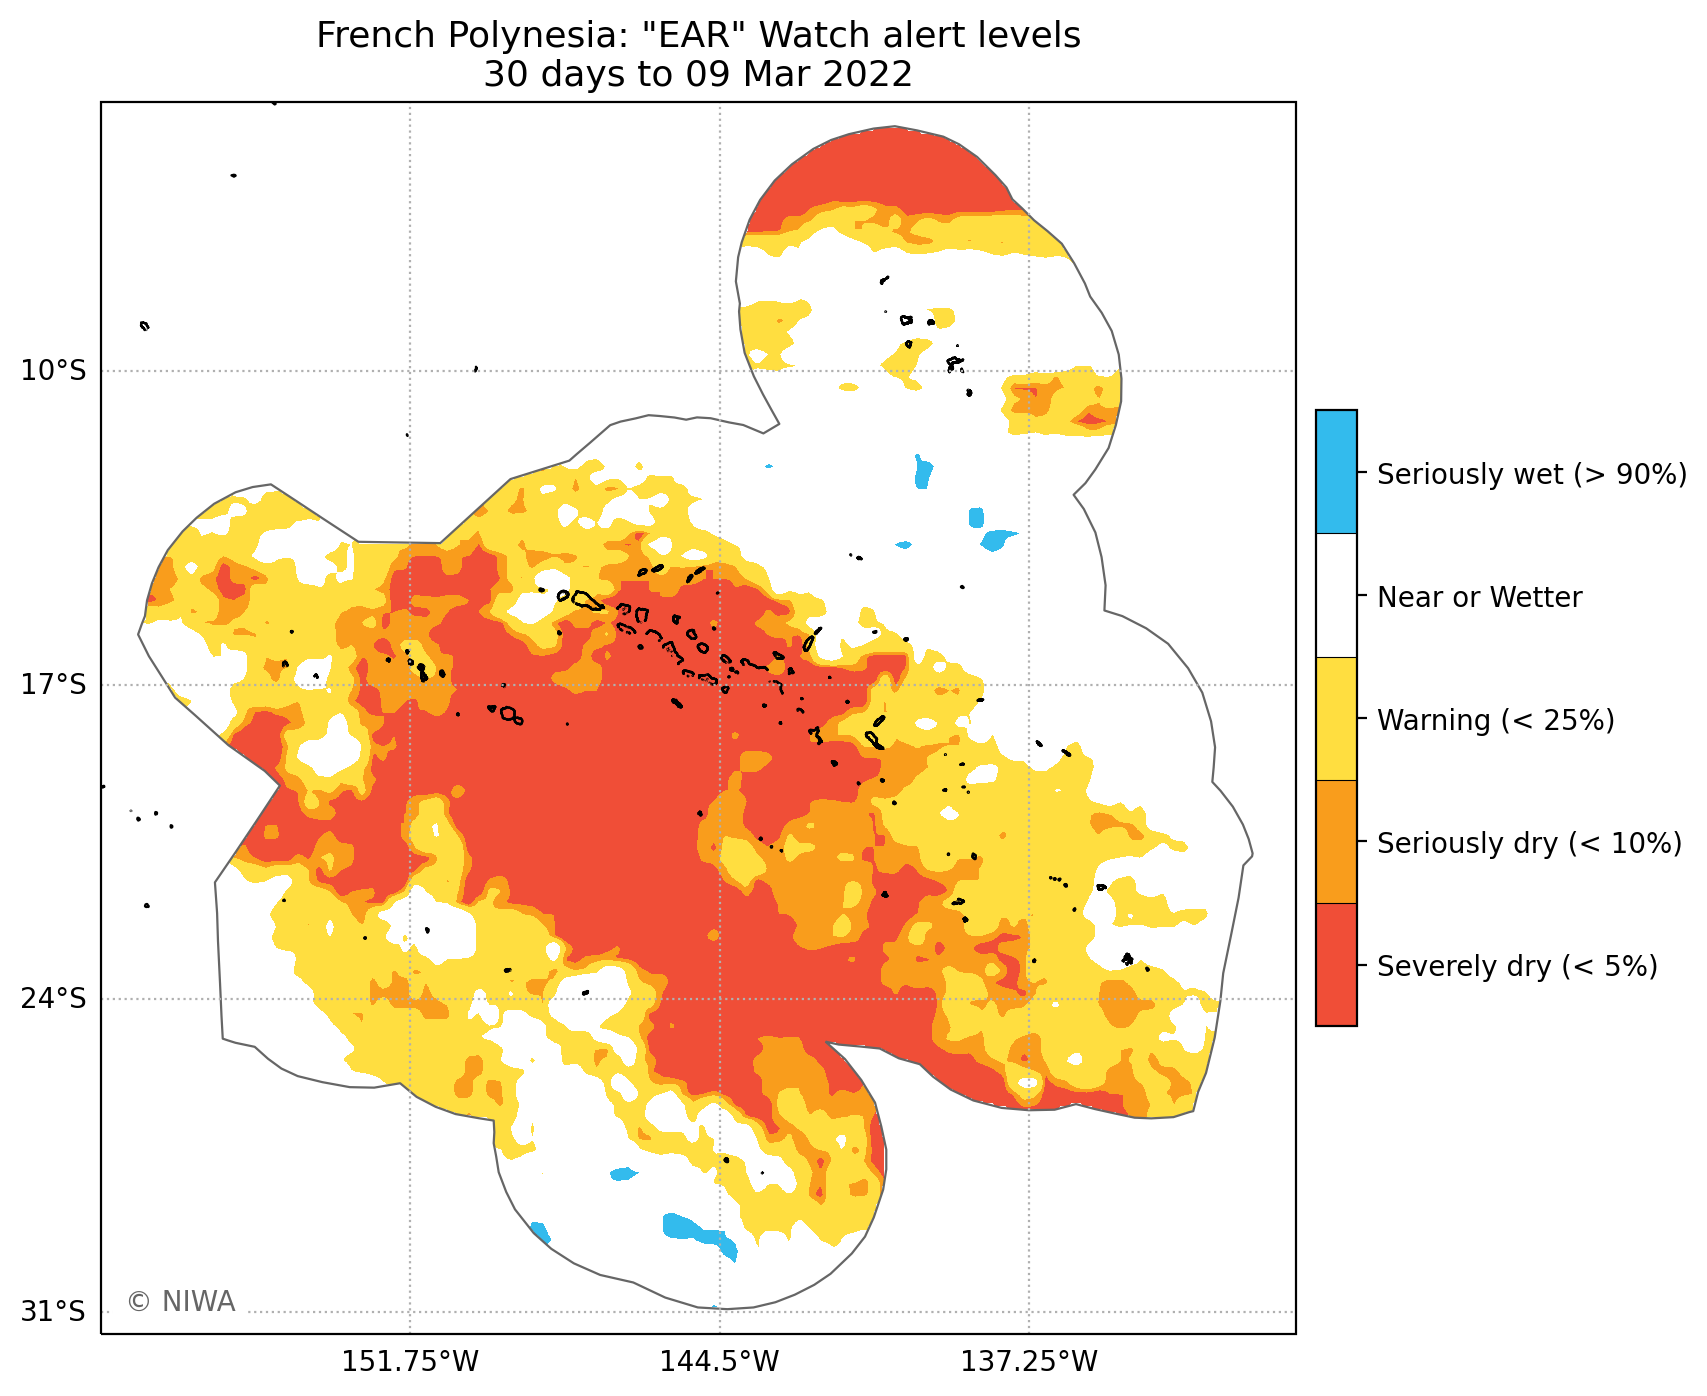 French Polynesia: "EAR" Watch alert levels
30 days to 09 Mar 2022
10°S
17°S
24°S
31°S
151.75°W
144.5°W
137.25°W
Seriously wet (> 90%)
Near or Wetter
Warning (< 25%)
Seriously dry (< 10%)
Severely dry (< 5%)
© NIWA